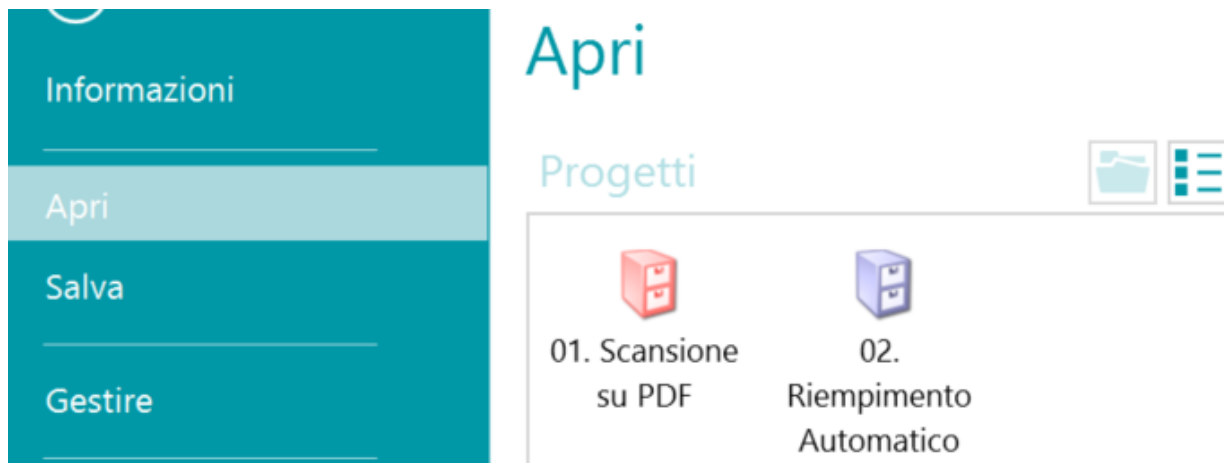 Informazioni
Apri
Salva
Gestire
Apri
Progetti
01. Scansione
su PDF
02.
Riempimento
Automatico